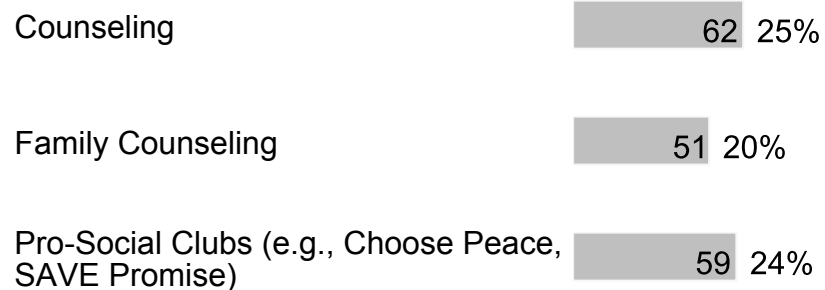 Counseling 62 25%
Family Counseling 51 20%
Pro-Social Clubs (e.g., Choose Peace,
SAVE Promise) 59 24%